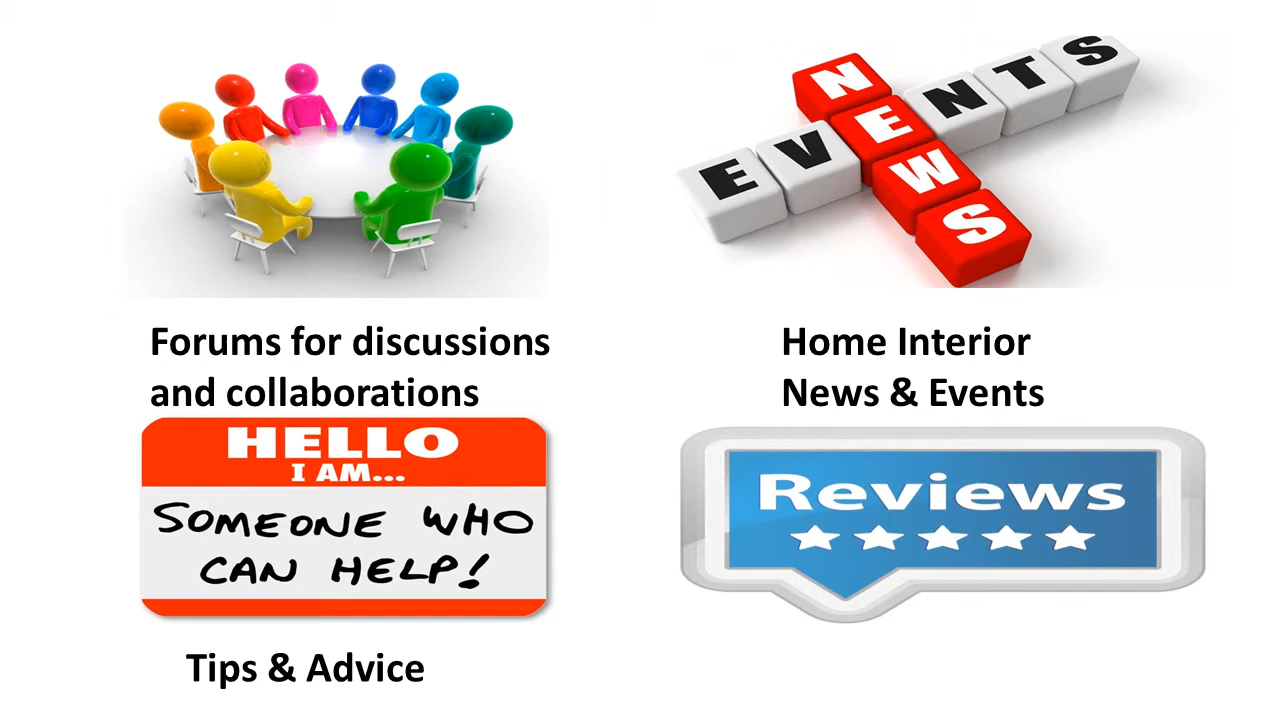 EVENTS
NEWS
Forums for discussions
and collaborations
Home Interior
News & Events
HELLO
I AM...
SOMEONE WHO
CAN HELP!
Reviews
Tips & Advice